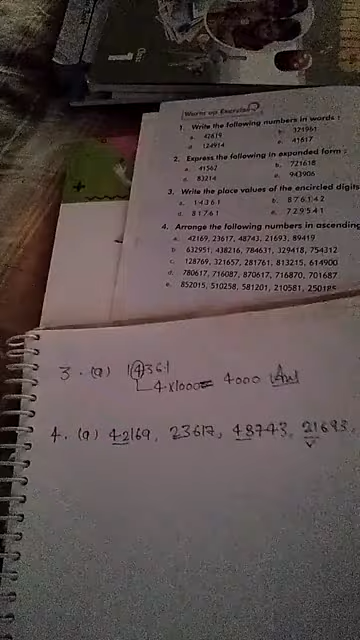 Warm up Exercise
1. Write the following numbers in words :
a. 42619 b. 321961
d. 124914 e. 41617
2. Express the following in expanded form :
a. 41562 b. 721618
d. 83214 e. 943906
3. Write the place values of the encircled digits
a. 14361 b. 876142
d. 81761 e. 729541
4. Arrange the following numbers in ascending
a. 42169, 23617, 48743, 21693, 89419
b. 632951, 438216, 784631, 329418, 754312
c. 128769, 321657, 281761, 813215, 614900
d. 780617, 716087, 870617, 716870, 701687
e. 852015, 510258, 581201, 210581, 250185
3. (a) 14361
4x1000= 4000 Ans
4. (a) 42169, 23617, 48743, 21693,